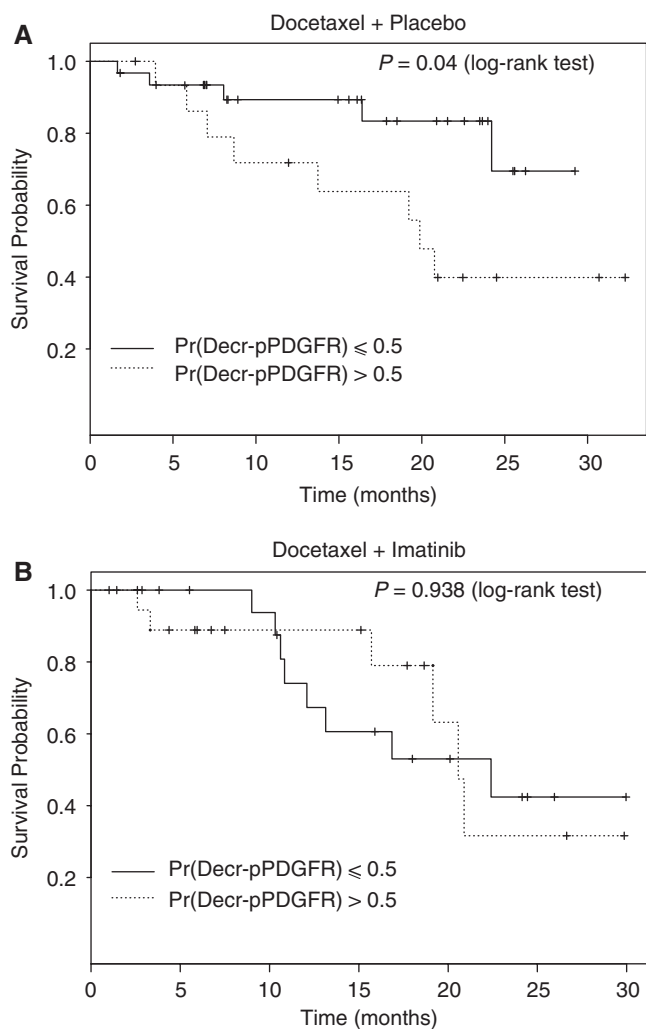 A
Docetaxel + Placebo
P = 0.04 (log-rank test)
Survival Probability
1.0
0.8
0.6
0.4
0.2
Pr(Decr-pPDGFR) ⩽ 0.5
Pr(Decr-pPDGFR) > 0.5
0 5 10 15 20 25 30
Time (months)
B
Docetaxel + Imatinib
P = 0.938 (log-rank test)
Survival Probability
1.0
0.8
0.6
0.4
0.2
Pr(Decr-pPDGFR) ⩽ 0.5
Pr(Decr-pPDGFR) > 0.5
0 5 10 15 20 25 30
Time (months)